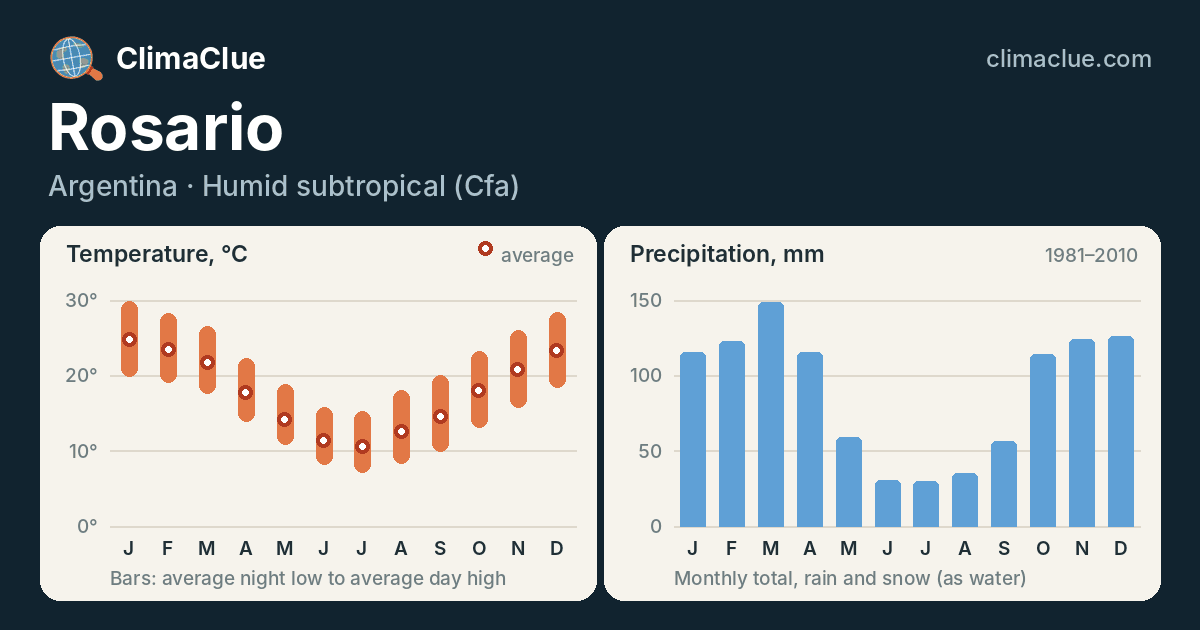 ClimaClue
climaclue.com
Rosario
Argentina · Humid subtropical (Cfa)
Temperature, °C
average
30°
20°
10°
0°
J F M A M J J A S O N D
Bars: average night low to average day high
Precipitation, mm
1981–2010
150
100
50
0
J F M A M J J A S O N D
Monthly total, rain and snow (as water)